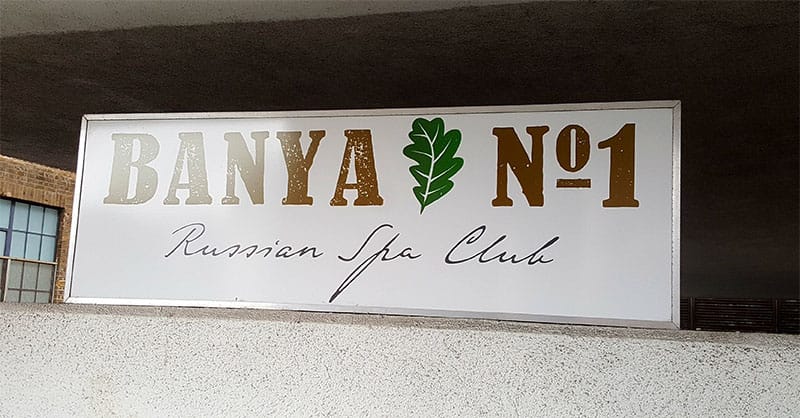 BANYA №1
Russian Spa Club